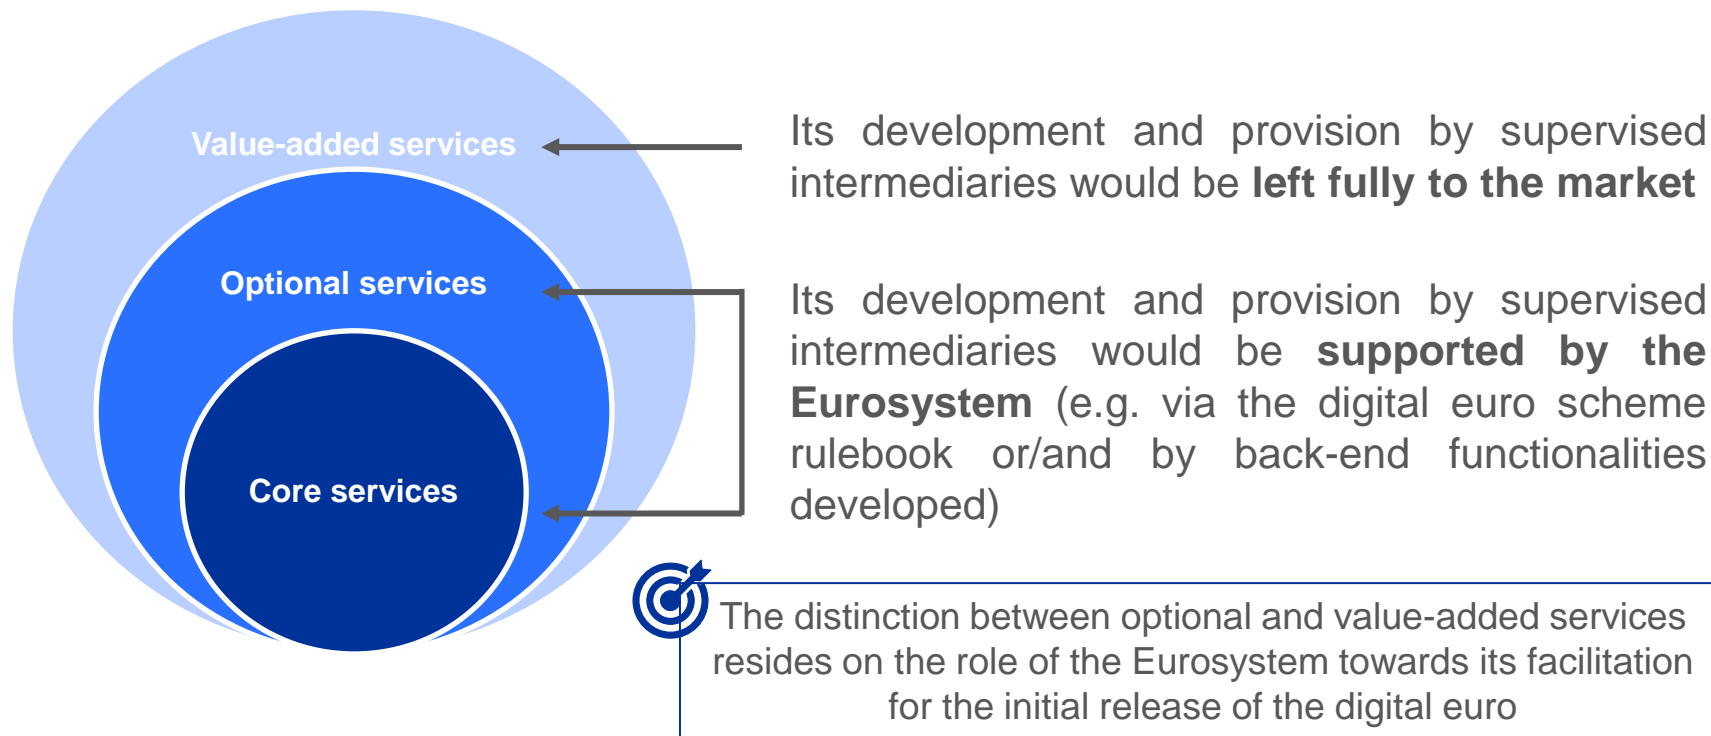 Value-added services
Its development and provision by supervised
intermediaries would be left fully to the market
Optional services
Its development and provision by supervised
intermediaries would be supported by the
Eurosystem (e.g. via the digital euro scheme
rulebook or/and by back-end functionalities
developed)
Core services
The distinction between optional and value-added services
resides on the role of the Eurosystem towards its facilitation
for the initial release of the digital euro